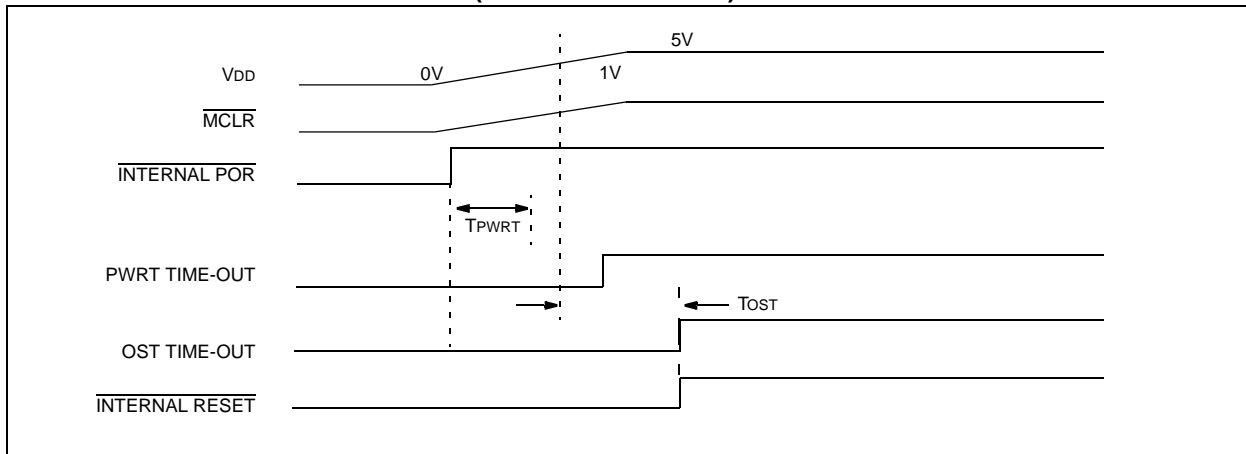 5V
VDD 0V 1V
MCLR
INTERNAL POR
TPWRT
PWRT TIME-OUT
TOST
OST TIME-OUT
INTERNAL RESET